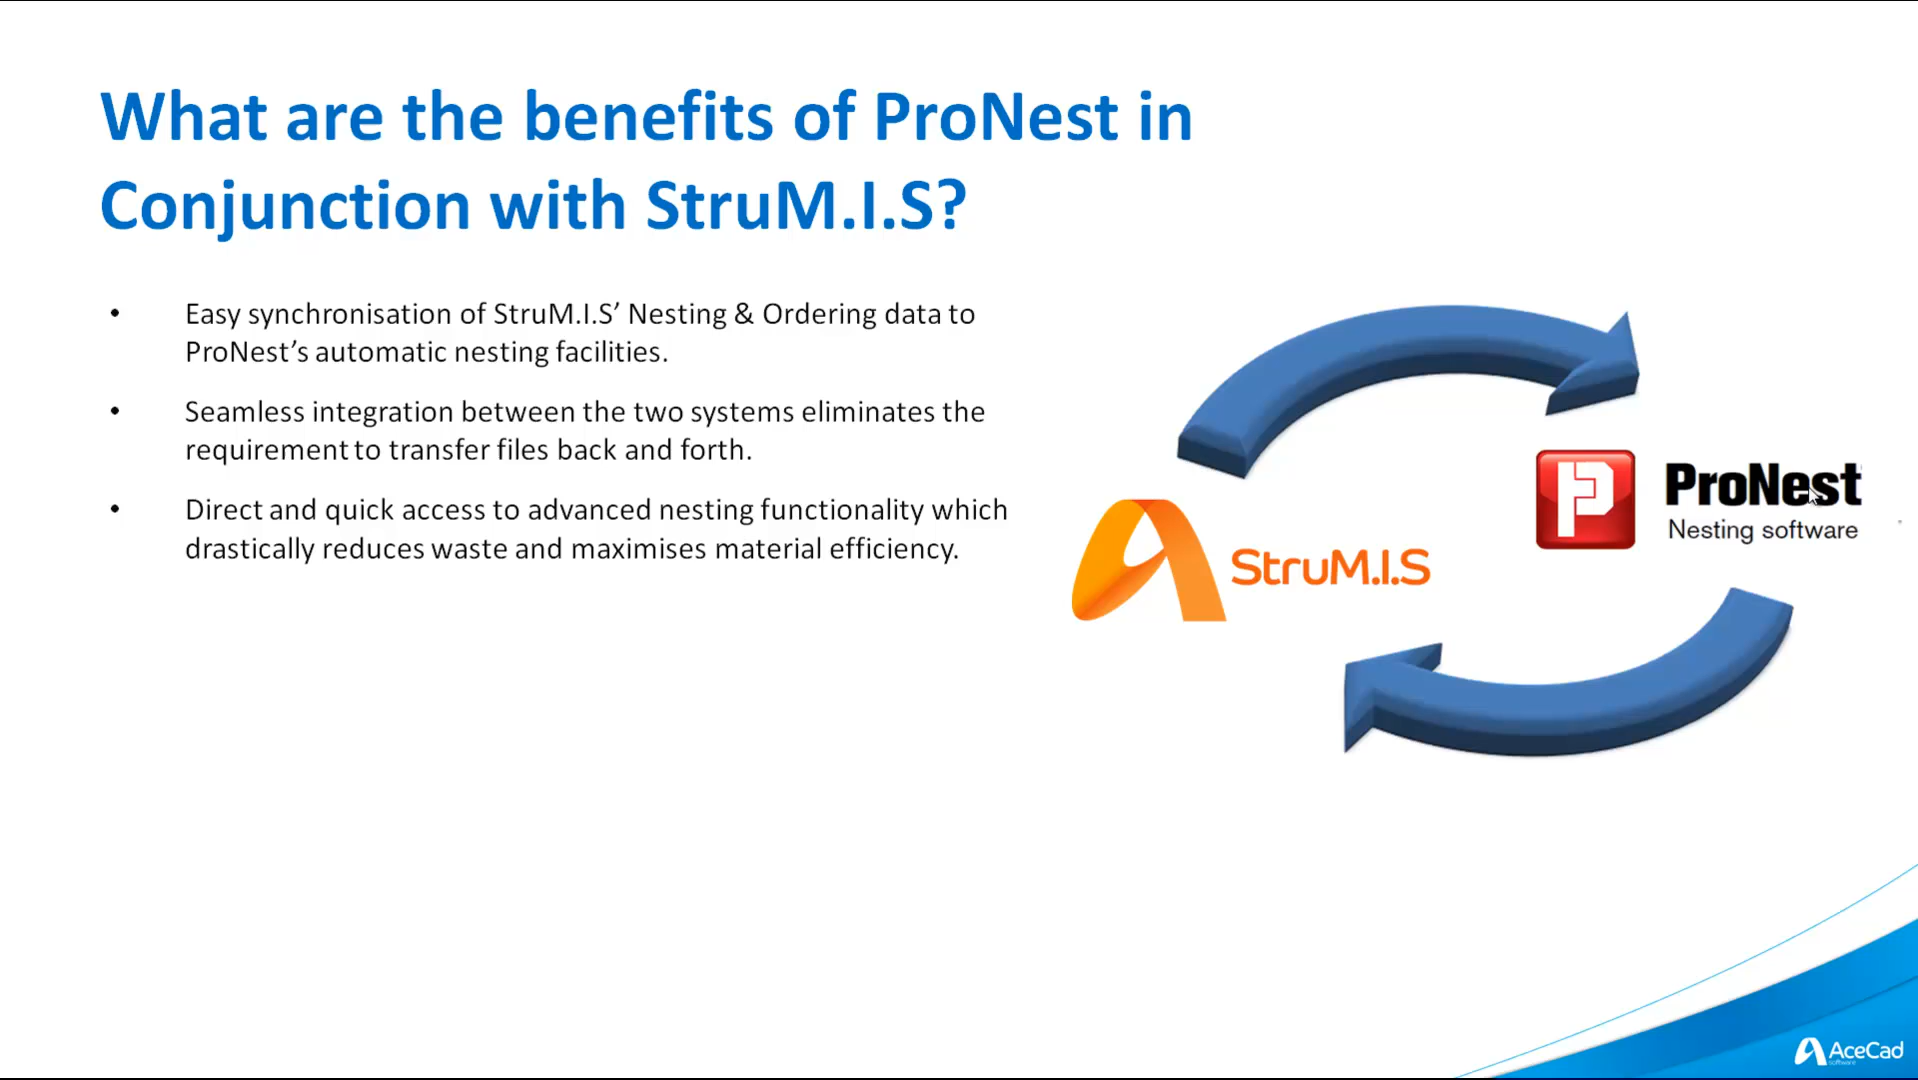 What are the benefits of ProNest in
Conjunction with StruM.I.S?
• Easy synchronisation of StruM.I.S’ Nesting & Ordering data to
ProNest’s automatic nesting facilities.
• Seamless integration between the two systems eliminates the
requirement to transfer files back and forth.
• Direct and quick access to advanced nesting functionality which
drastically reduces waste and maximises material efficiency.
ProNest
Nesting software
StruM.I.S
AceCad
software